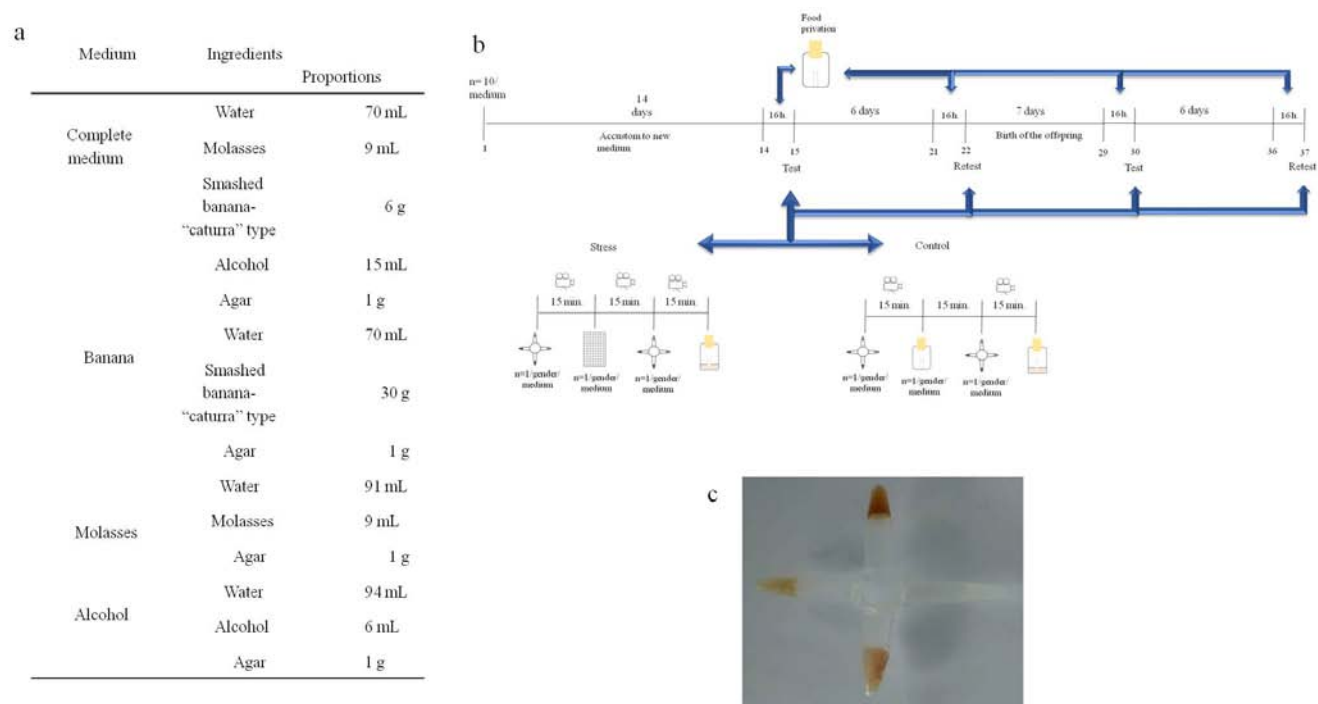 a
Medium Ingredients
Proportions
Water 70 mL
Complete
medium
Molasses 9 mL
Smashed
banana-
“caturra” type
6 g
Alcohol 15 mL
Agar 1 g
Water 70 mL
Banana
Smashed
banana-
“caturra” type
30 g
Agar 1 g
Water 91 mL
Molasses
Molasses 9 mL
Agar 1 g
Water 94 mL
Alcohol
Alcohol 6 mL
Agar 1 g
b
Food
privation
n= 10/
medium
14
days
16h
6 days
16h
7 days
16h
6 days
16h
Accustom to new
medium
Birth of the offspring
1
14
15
21
22
29
30
36
37
Test
Retest
Test
Retest
Stress
Control
15 min.
15 min.
15 min.
n=1/gender/
medium
n=1/gender/
medium
n=1/gender/
medium
15 min.
15 min.
15 min.
n=1/gender/
medium
n=1/gender/
medium
n=1/gender/
medium
c